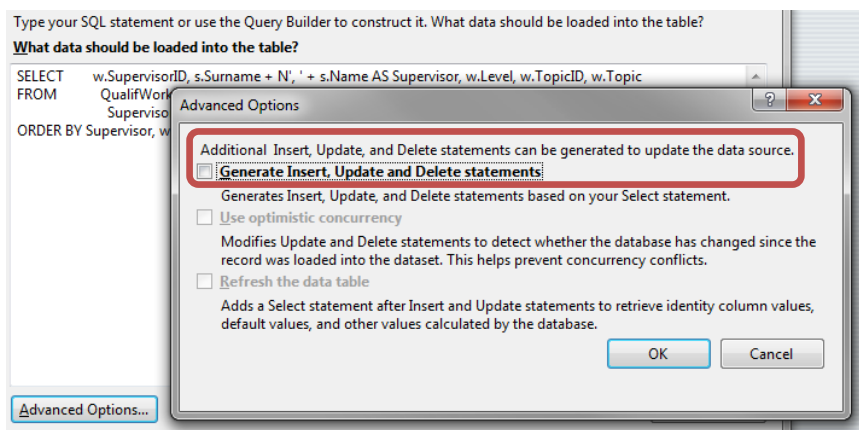 Type your SQL statement or use the Query Builder to construct it. What data should be loaded into the table?
What data should be loaded into the table?
SELECT w.SupervisorID, s.Surname + N', ' + s.Name AS Supervisor, w.Level, w.TopicID, w.Topic
FROM QualifWork
Superviso
ORDER BY Supervisor, w
Advanced Options
Additional Insert, Update, and Delete statements can be generated to update the data source.
Generate Insert, Update and Delete statements
Generates Insert, Update, and Delete statements based on your Select statement.
Use optimistic concurrency
Modifies Update and Delete statements to detect whether the database has changed since the
record was loaded into the dataset. This helps prevent concurrency conflicts.
Refresh the data table
Adds a Select statement after Insert and Update statements to retrieve identity column values,
default values, and other values calculated by the database.
OK Cancel
Advanced Options...